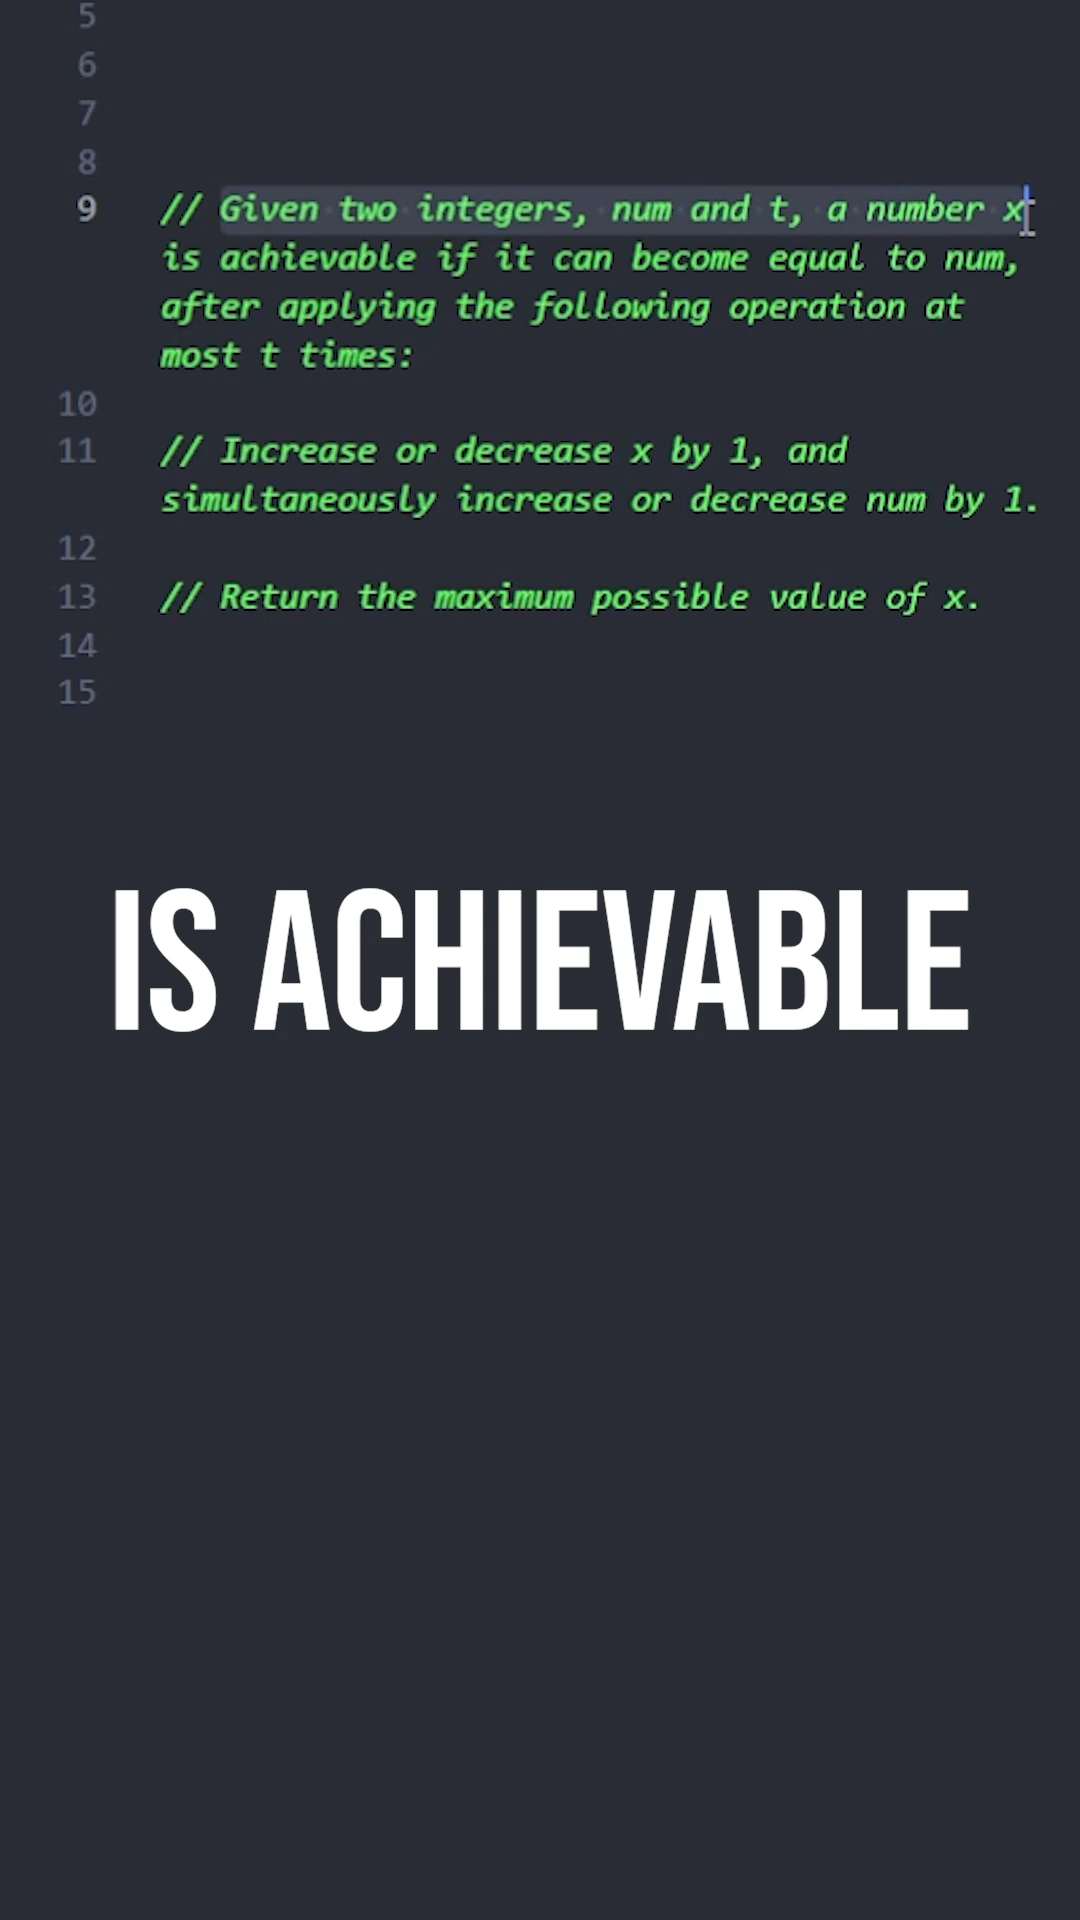 5
6
7
8
9 // Given two integers, num and t, a number x
is achievable if it can become equal to num,
after applying the following operation at
most t times:
10
11 // Increase or decrease x by 1, and
simultaneously increase or decrease num by 1.
12
13 // Return the maximum possible value of x.
14
15
IS ACHIEVABLE